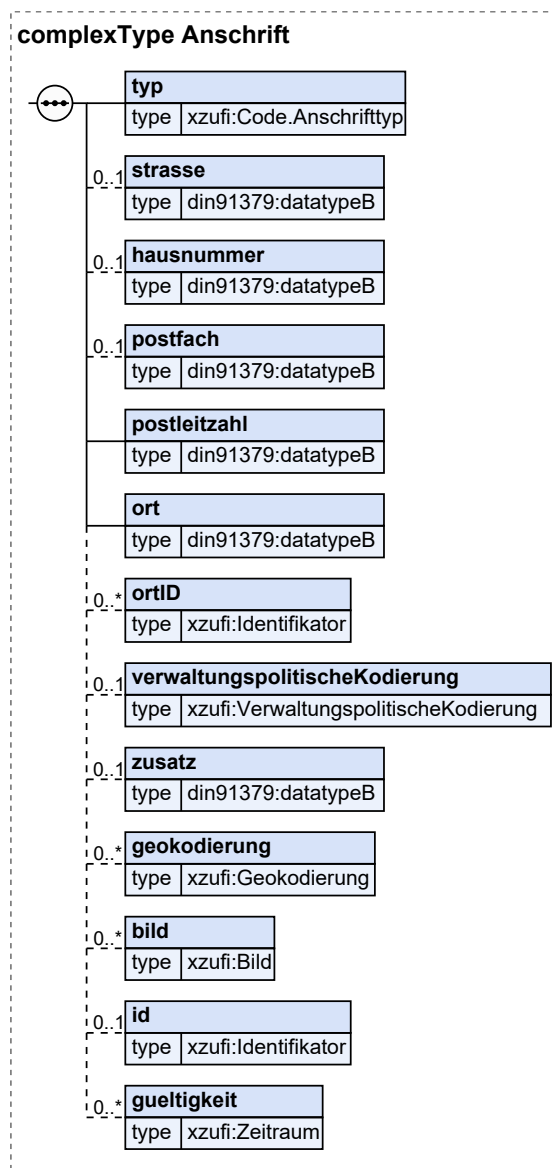 complexType Anschrift
typ
type xzufi:Code.Anschrifttyp
0..1 strasse
type din91379:datatypeB
0..1 hausnummer
type din91379:datatypeB
0..1 postfach
type din91379:datatypeB
postleitzahl
type din91379:datatypeB
ort
type din91379:datatypeB
0..* ortID
type xzufi:Identifikator
0..1 verwaltungspolitischeKodierung
type xzufi:VerwaltungspolitischeKodierung
0..1 zusatz
type din91379:datatypeB
0..* geokodierung
type xzufi:Geokodierung
0..* bild
type xzufi:Bild
0..1 id
type xzufi:Identifikator
0..* gueltigkeit
type xzufi:Zeitraum